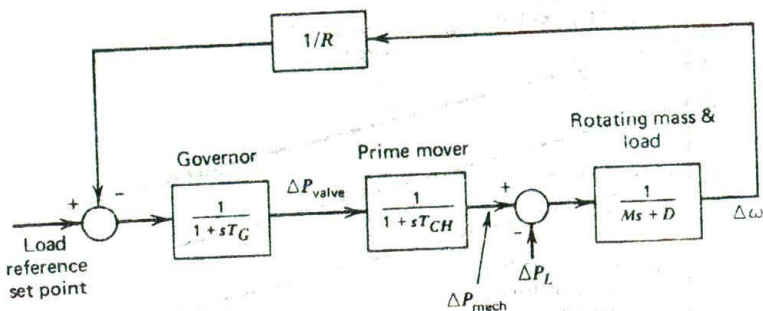 1/R
Rotating mass &
load
Governor
Prime mover
ΔP_valve
+
−
1
1 + sT_G
1
1 + sT_CH
+
−
1
Ms + D
Δω
Load
reference
set point
ΔP_L
ΔP_mech